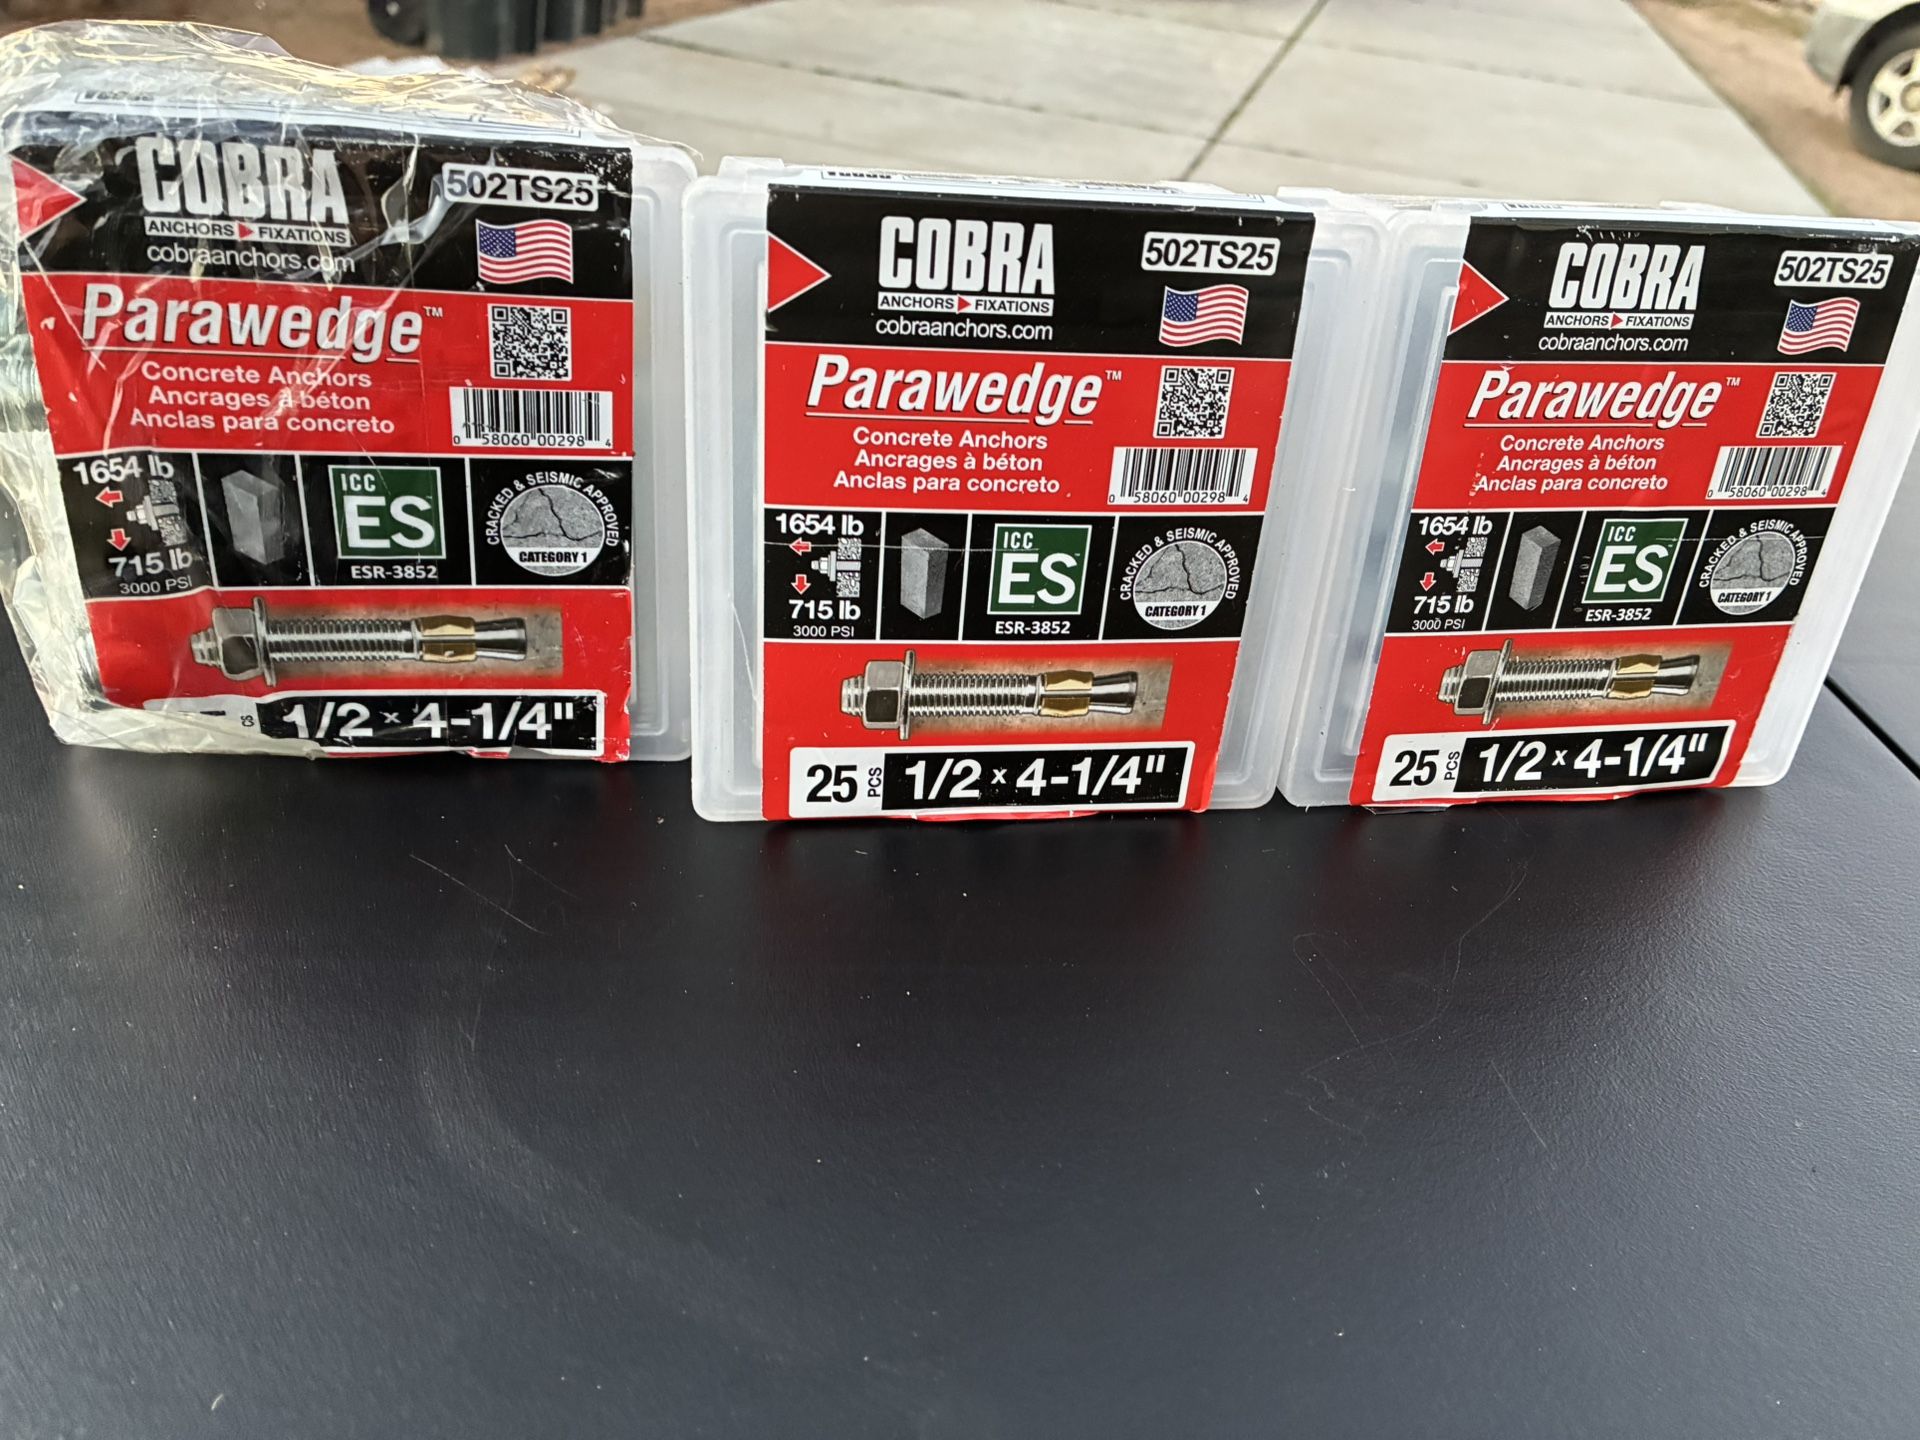 COBRA
502TS25
ANCHORS FIXATIONS
cobraanchors.com
Parawedge™
Concrete Anchors
Ancrages à béton
Anclas para concreto
0 58060 00298 4
1654 lb
715 lb
3000 PSI
ICC
ES
ESR-3852
CRACKED & SEISMIC APPROVED
CATEGORY 1
CS
1/2 x 4-1/4"
COBRA
502TS25
ANCHORS FIXATIONS
cobraanchors.com
Parawedge™
Concrete Anchors
Ancrages à béton
Anclas para concreto
0 58060 00298 4
1654 lb
715 lb
3000 PSI
ICC
ES
ESR-3852
CRACKED & SEISMIC APPROVED
CATEGORY 1
25 PCS 1/2 x 4-1/4"
COBRA
502TS25
ANCHORS FIXATIONS
cobraanchors.com
Parawedge™
Concrete Anchors
Ancrages à béton
Anclas para concreto
0 58060 00298 4
1654 lb
715 lb
3000 PSI
ICC
ES
ESR-3852
CRACKED & SEISMIC APPROVED
CATEGORY 1
25 PCS 1/2 x 4-1/4"